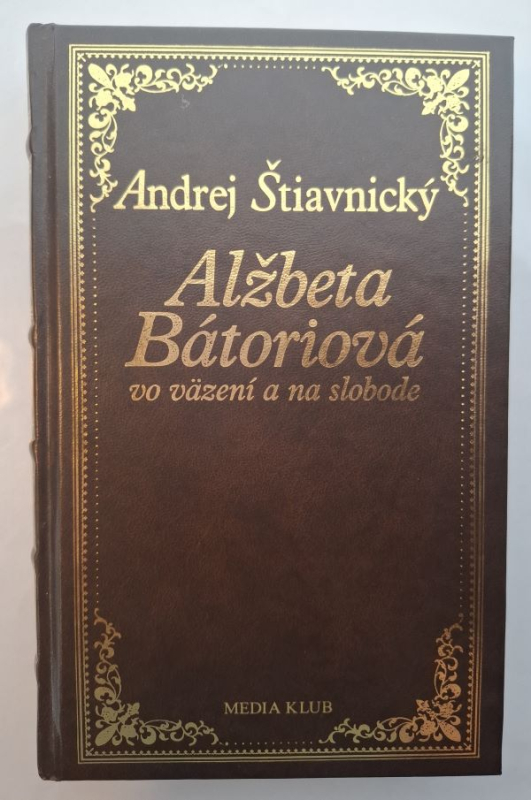 Andrej Štiavnický
Alžbeta
Bátoriová
vo väzení a na slobode
MEDIA KLUB